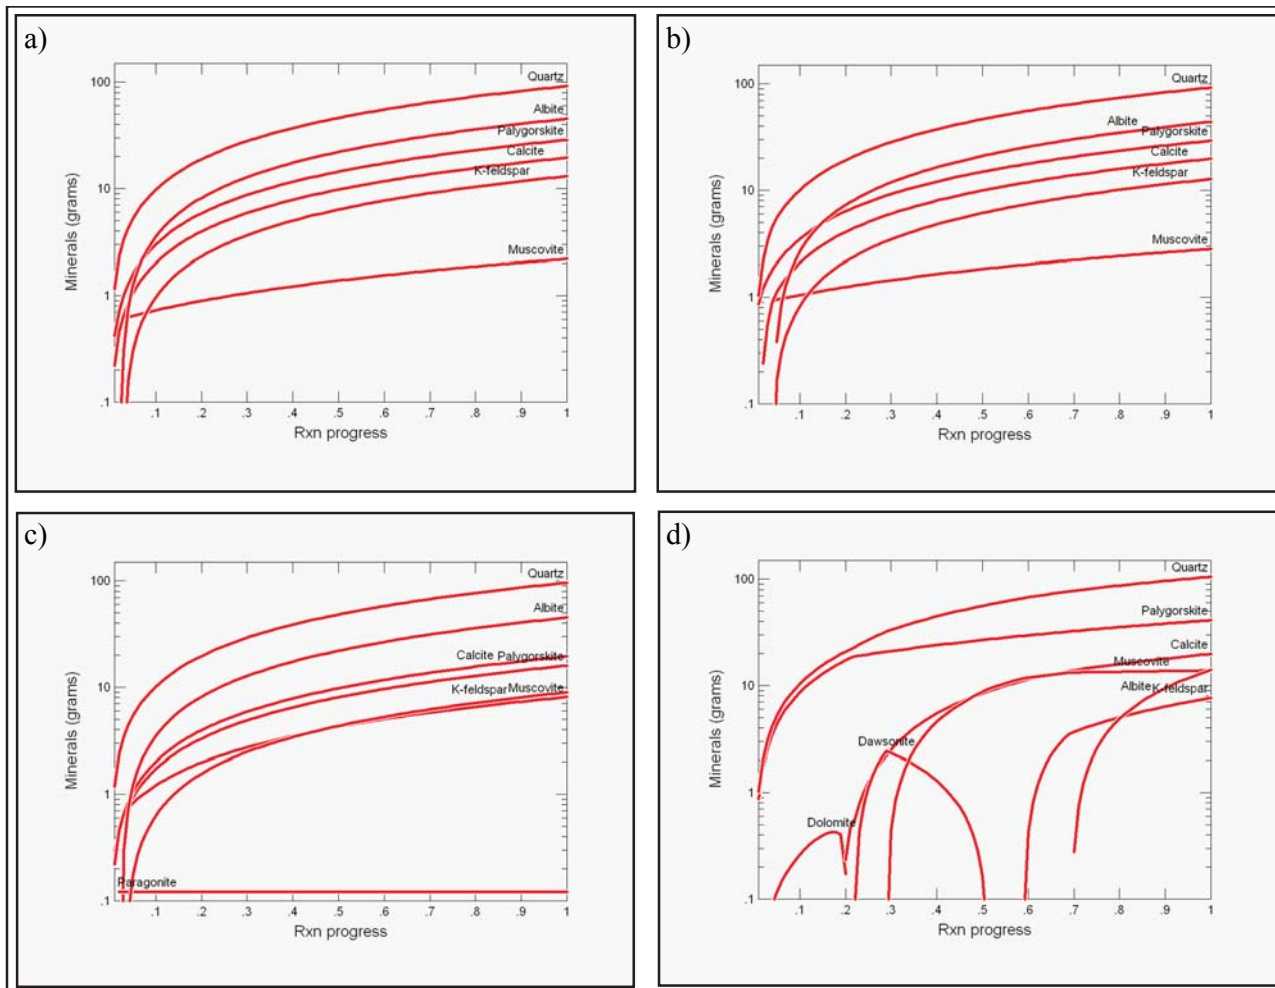 a)
Minerals (grams)
100
10
1
.1
Quartz
Albite
Palygorskite
Calcite
K-feldspar
Muscovite
.1 .2 .3 .4 .5 .6 .7 .8 .9 1
Rxn progress
b)
Minerals (grams)
100
10
1
.1
Quartz
Albite
Palygorskite
Calcite
K-feldspar
Muscovite
.1 .2 .3 .4 .5 .6 .7 .8 .9 1
Rxn progress
c)
Minerals (grams)
100
10
1
.1
Quartz
Albite
Calcite Palygorskite
K-feldspar Muscovite
Paragonite
.1 .2 .3 .4 .5 .6 .7 .8 .9 1
Rxn progress
d)
Minerals (grams)
100
10
1
.1
Quartz
Palygorskite
Calcite
Muscovite
Albite K-feldspar
Dawsonite
Dolomite
.1 .2 .3 .4 .5 .6 .7 .8 .9 1
Rxn progress